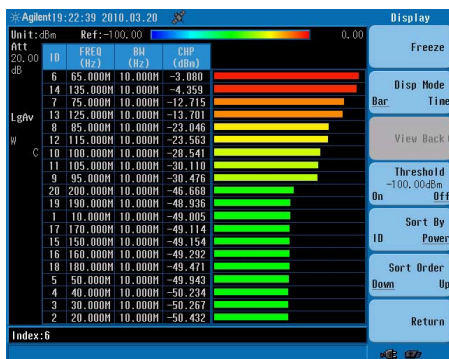 Agilent 19:22:39 2010.03.20
Display
Unit:dBm Ref:-100.00 0.00
Att
20.00
dB
LgAv
W
C
ID FREQ (Hz) BW (Hz) CHP (dBm)
6 65.000M 10.000M -3.080
14 135.000M 10.000M -4.359
7 75.000M 10.000M -12.715
13 125.000M 10.000M -13.701
8 85.000M 10.000M -23.046
12 115.000M 10.000M -23.563
10 100.000M 10.000M -28.541
11 105.000M 10.000M -30.110
9 95.000M 10.000M -30.476
20 200.000M 10.000M -46.668
19 190.000M 10.000M -48.936
1 10.000M 10.000M -49.005
17 170.000M 10.000M -49.114
15 150.000M 10.000M -49.154
16 160.000M 10.000M -49.292
18 180.000M 10.000M -49.471
5 50.000M 10.000M -49.943
4 40.000M 10.000M -50.234
3 30.000M 10.000M -50.267
2 20.000M 10.000M -50.432
Index:6
Freeze
Disp Mode
Bar Time
View Back
Threshold
-100.00dBm
On Off
Sort By
ID Power
Sort Order
Down Up
Return